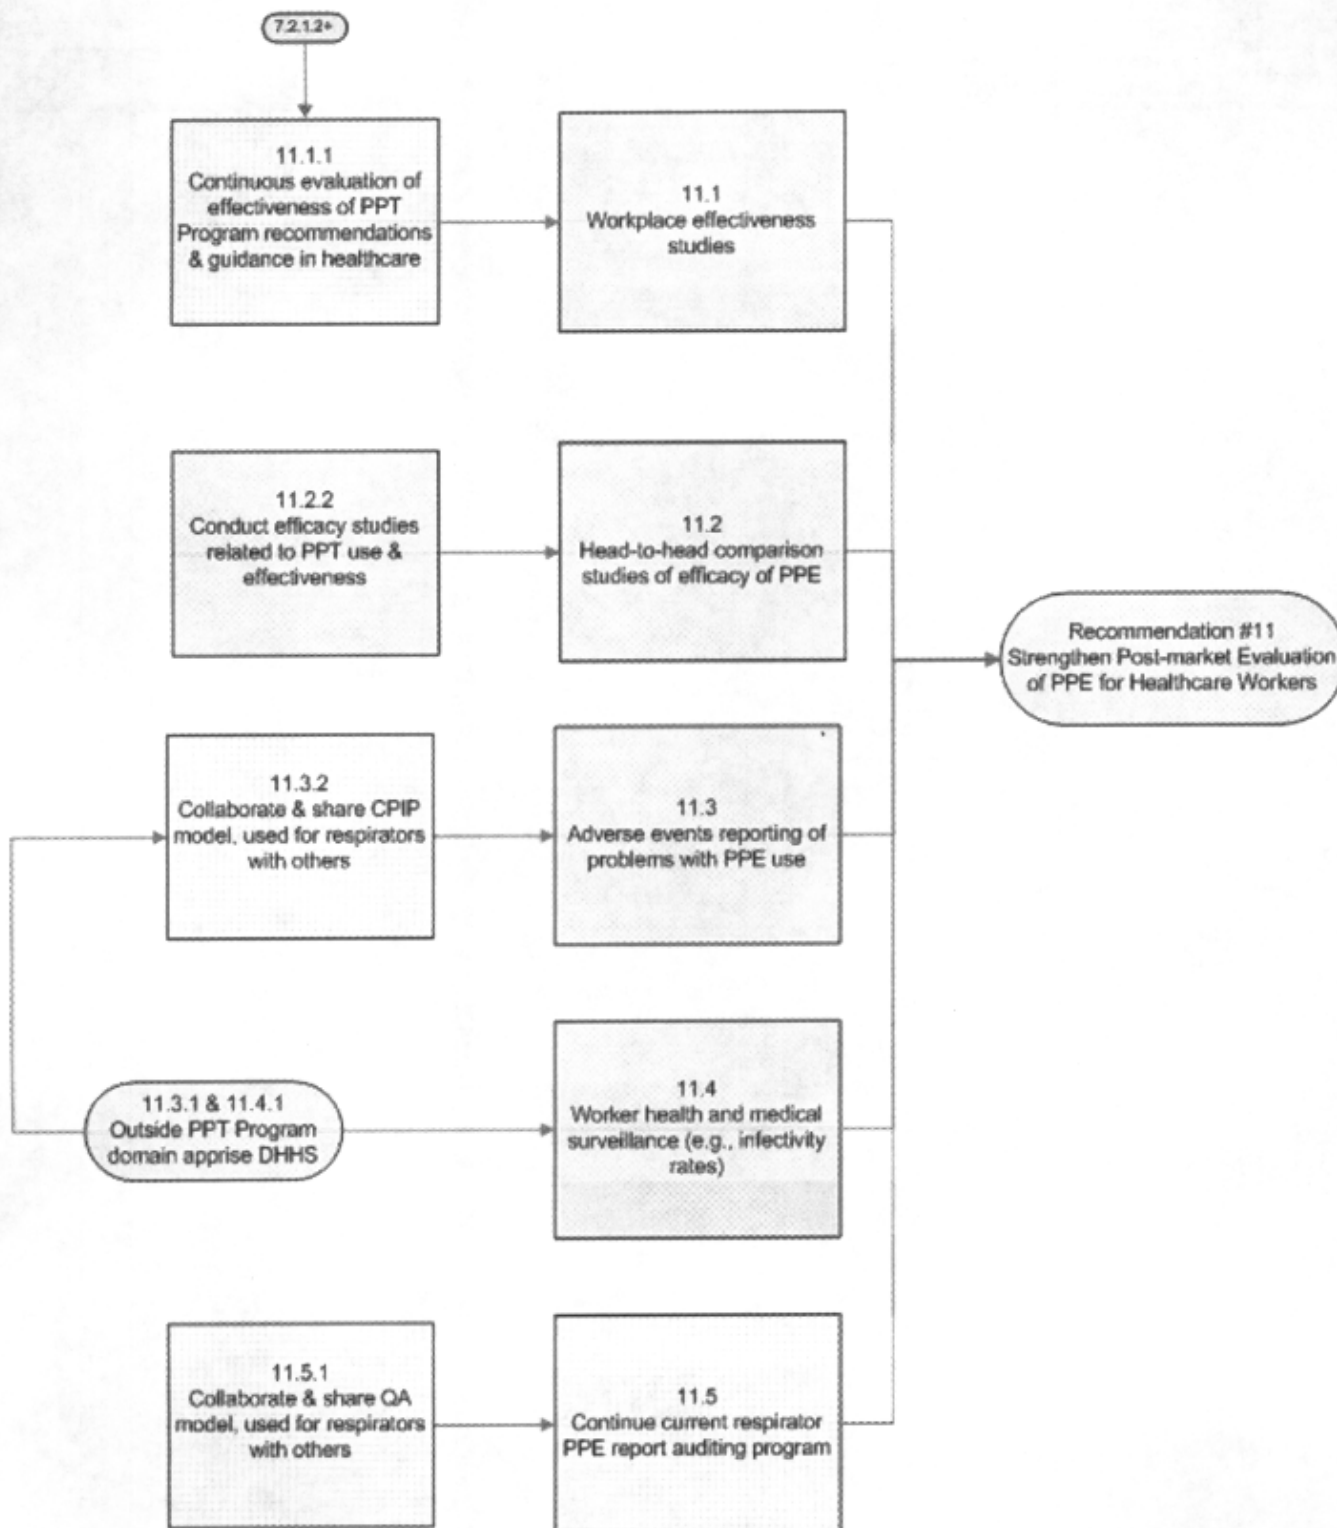 7.2.1.2+
11.1.1
Continuous evaluation of
effectiveness of PPT
Program recommendations
& guidance in healthcare
11.1
Workplace effectiveness
studies
11.2.2
Conduct efficacy studies
related to PPT use &
effectiveness
11.2
Head-to-head comparison
studies of efficacy of PPE
Recommendation #11
Strengthen Post-market Evaluation
of PPE for Healthcare Workers
11.3.2
Collaborate & share CPIP
model, used for respirators
with others
11.3
Adverse events reporting of
problems with PPE use
11.3.1 & 11.4.1
Outside PPT Program
domain apprise DHHS
11.4
Worker health and medical
surveillance (e.g., infectivity
rates)
11.5.1
Collaborate & share QA
model, used for respirators
with others
11.5
Continue current respirator
PPE report auditing program